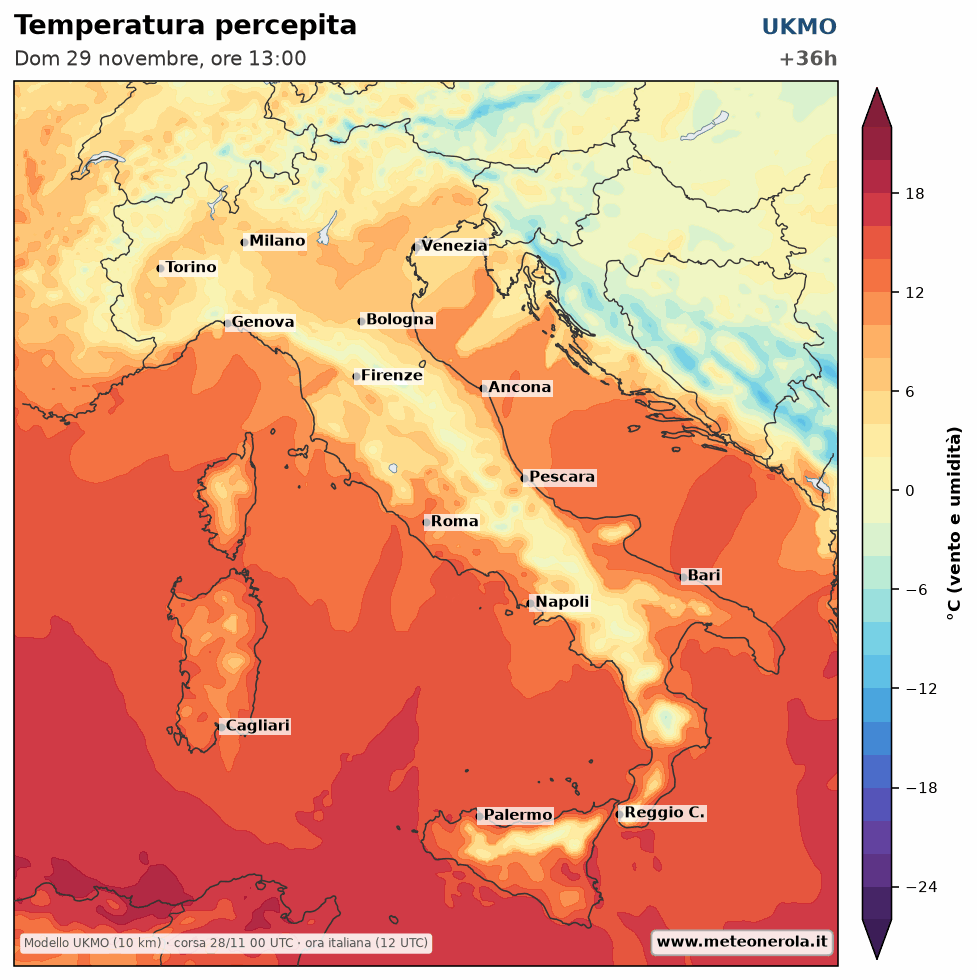 Temperatura percepita
UKMO
Dom 29 novembre, ore 13:00
+36h
Milano
Venezia
Torino
Genova
Bologna
Firenze
Ancona
Pescara
Roma
Bari
Napoli
Cagliari
Palermo
Reggio C.
18
12
6
0
−6
−12
−18
−24
°C (vento e umidità)
Modello UKMO (10 km) · corsa 28/11 00 UTC · ora italiana (12 UTC)
www.meteonerola.it